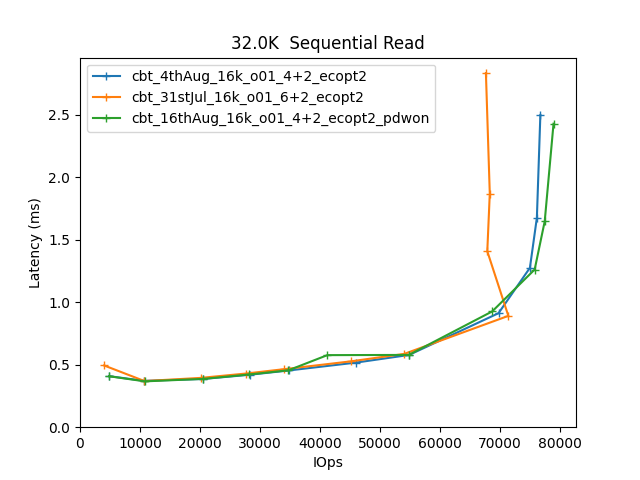 32.0K  Sequential Read
cbt_4thAug_16k_o01_4+2_ecopt2
cbt_31stJul_16k_o01_6+2_ecopt2
cbt_16thAug_16k_o01_4+2_ecopt2_pdwon
Latency (ms)
2.5
2.0
1.5
1.0
0.5
0.0
0 10000 20000 30000 40000 50000 60000 70000 80000
IOps